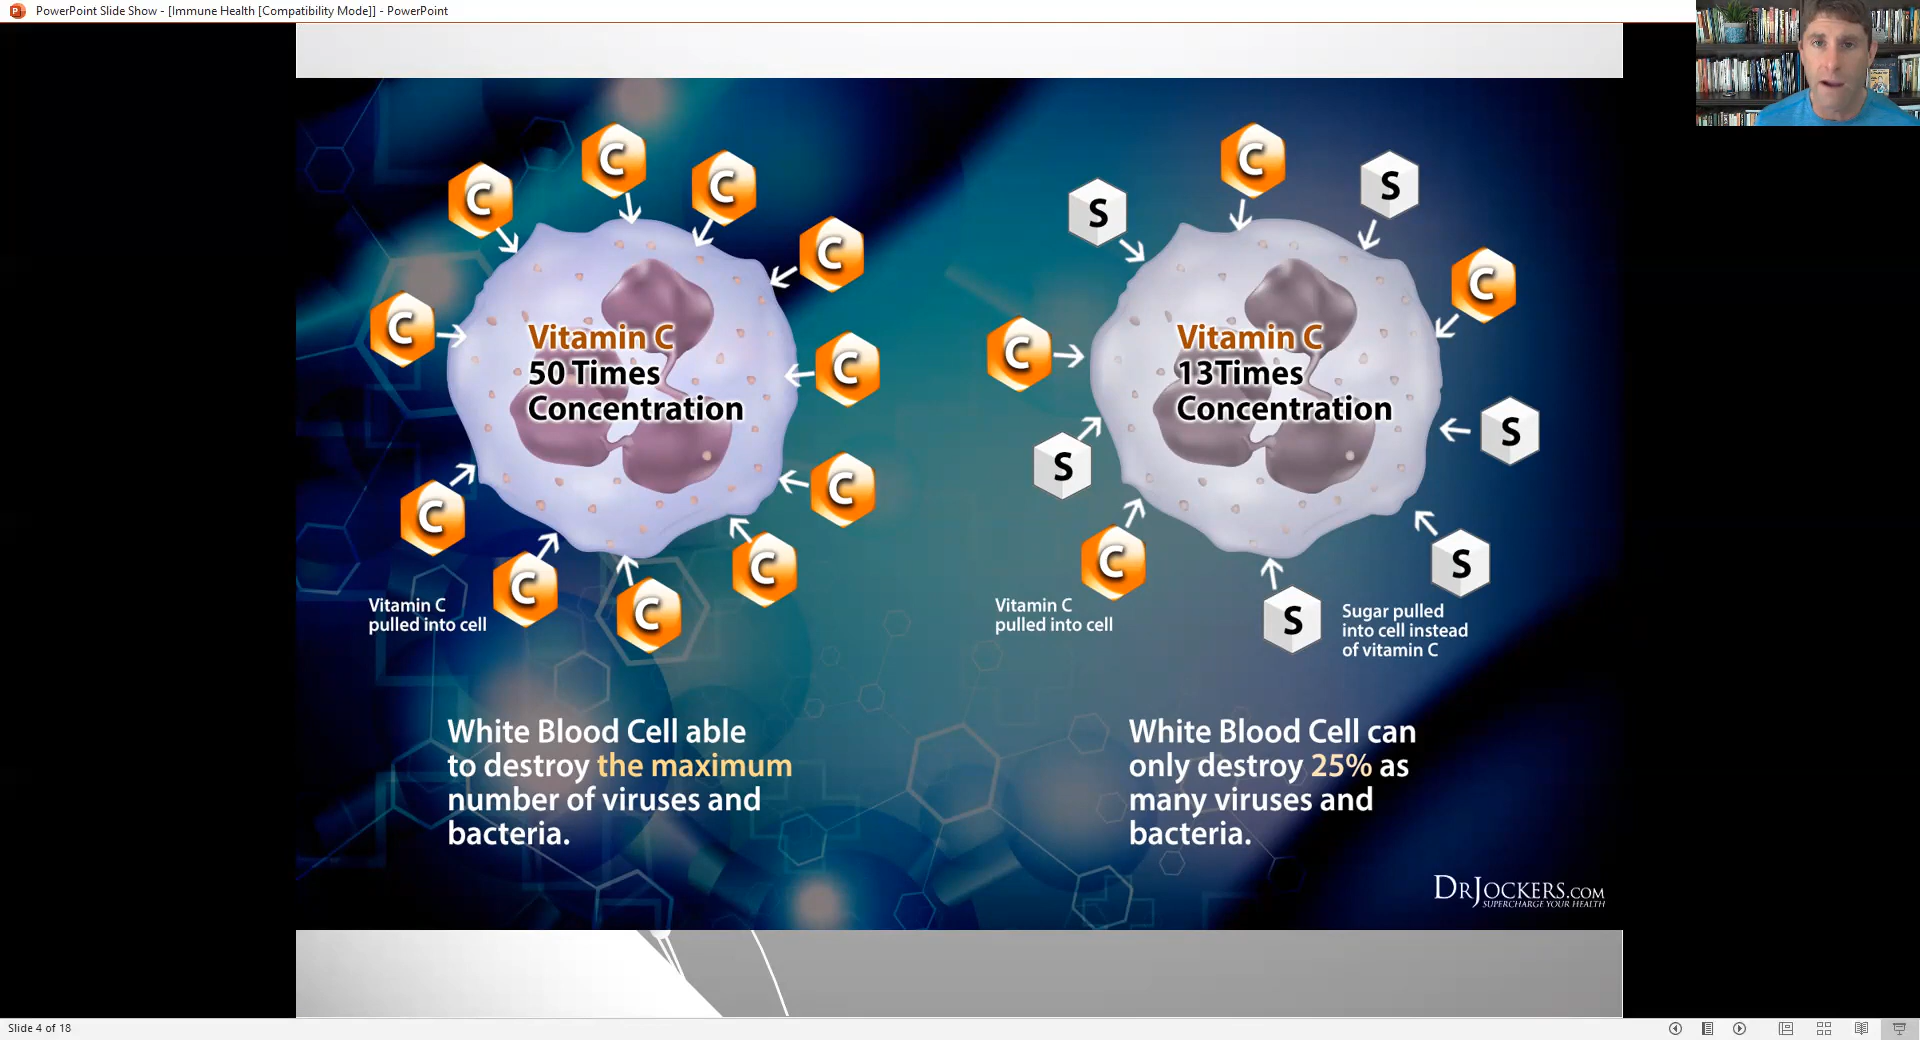 PowerPoint Slide Show - [Immune Health [Compatibility Mode]] - PowerPoint
C
C
C
C
C
C
C
C
C
C
C
Vitamin C
50 Times
Concentration
Vitamin C
pulled into cell
White Blood Cell able
to destroy the maximum
number of viruses and
bacteria.
C
S
S
C
C
S
S
C
S
S
Vitamin C
13Times
Concentration
Vitamin C
pulled into cell
Sugar pulled
into cell instead
of vitamin C
White Blood Cell can
only destroy 25% as
many viruses and
bacteria.
DRJOCKERS.COM
SUPERCHARGE YOUR HEALTH
Slide 4 of 18